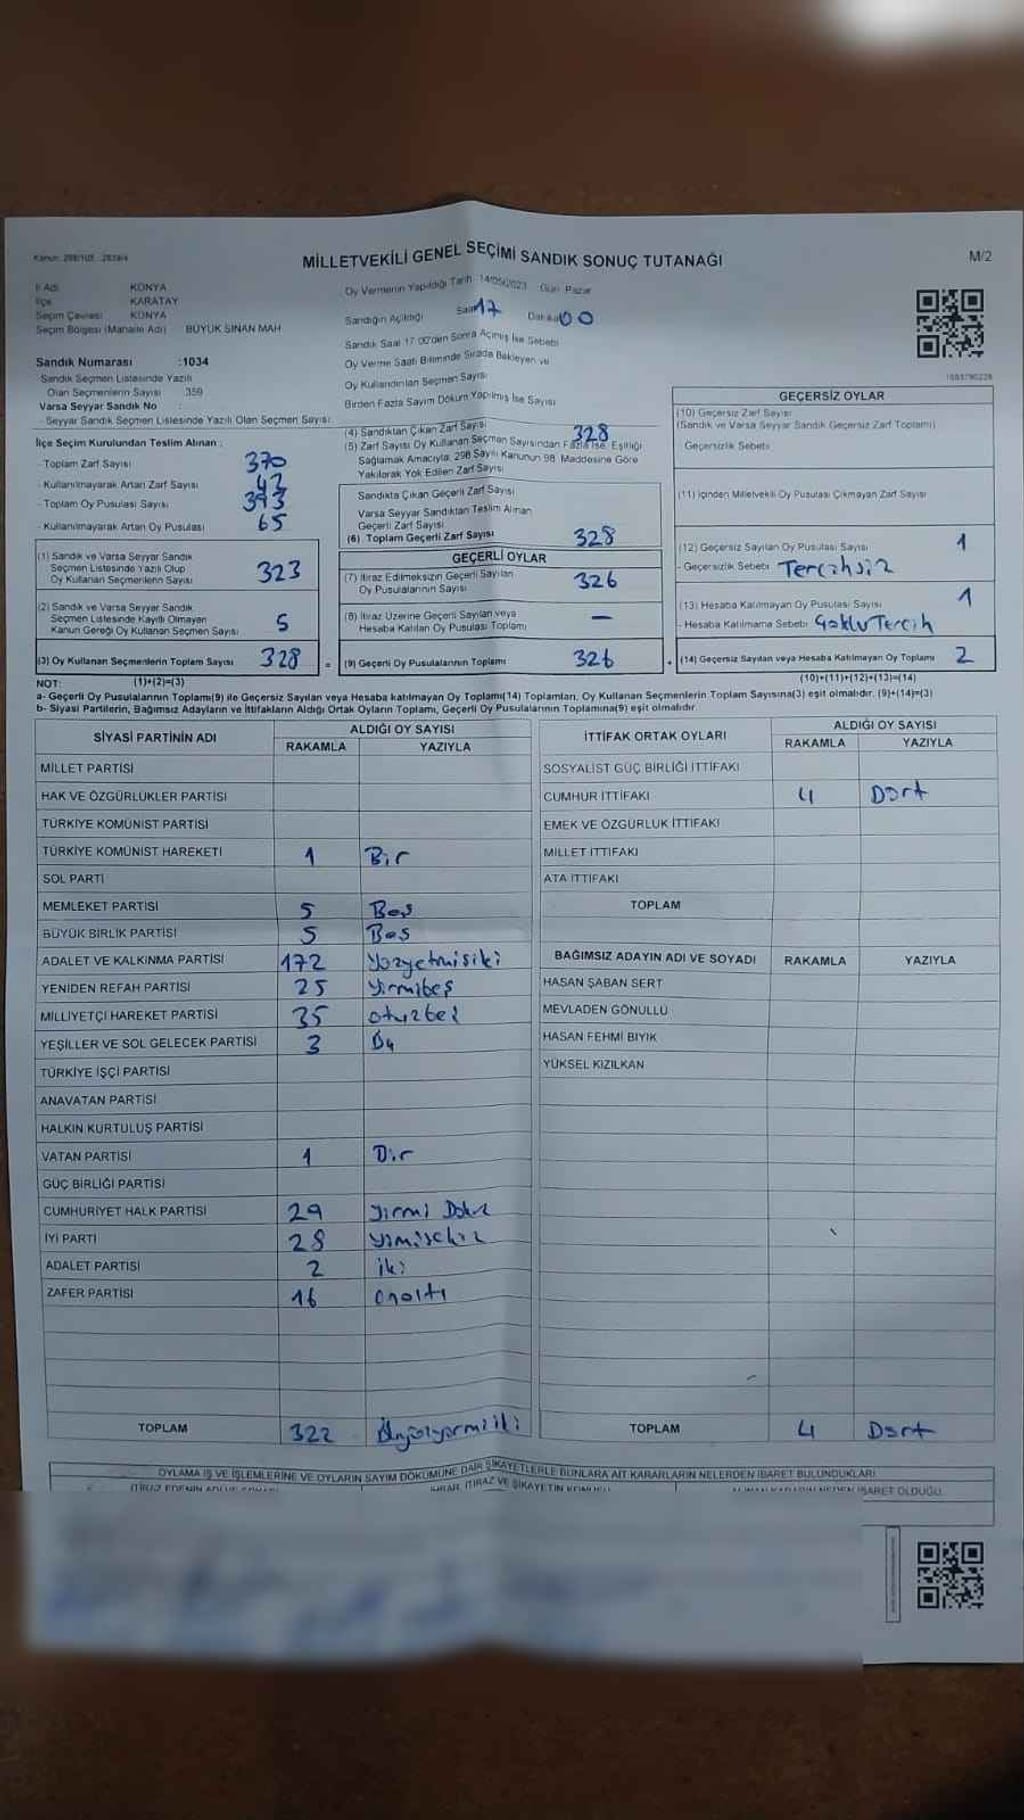 MİLLETVEKİLİ GENEL SEÇİMİ SANDIK SONUÇ TUTANAĞI
M/2
İl Adı KONYA
İlçe KARATAY
Seçim Çevresi KONYA
Seçim Bölgesi (Mahalle Adı) BÜYÜK SİNAN MAH
Sandık Numarası :1034
Sandık Seçmen Listesinde Yazılı
Olan Seçmenlerin Sayısı :359
Varsa Seyyar Sandık No
- Seyyar Sandık Seçmen Listesinde Yazılı Olan Seçmen Sayısı:
Oy Vermenin Yapıldığı Tarih 14/05/2023 Gün Pazar
Sandığın Açıldığı Saat 17 Dakika 00
Sandık Saat 17:00'den Sonra Açılmış İse Sebebi
Oy Verme Saati Bitiminde Sırada Bekleyen ve
Oy Kullandırılan Seçmen Sayısı
Birden Fazla Sayım Döküm Yapılmış İse Sayısı
İlçe Seçim Kurulundan Teslim Alınan :
- Toplam Zarf Sayısı 370
- Kullanılmayarak Artan Zarf Sayısı 42
- Toplam Oy Pusulası Sayısı 393
- Kullanılmayarak Artan Oy Pusulası 65
(1) Sandık ve Varsa Seyyar Sandık
Seçmen Listesinde Yazılı Olup
Oy Kullanan Seçmenlerin Sayısı 323
(2) Sandık ve Varsa Seyyar Sandık
Seçmen Listesinde Kayıtlı Olmayan
Kanun Gereği Oy Kullanan Seçmen Sayısı 5
(3) Oy Kullanan Seçmenlerin Toplam Sayısı 328 =
(4) Sandıktan Çıkan Zarf Sayısı 328
(5) Zarf Sayısı Oy Kullanan Seçmen Sayısından Fazla İse, Eşitliği
Sağlamak Amacıyla, 298 Sayılı Kanunun 98. Maddesine Göre
Yakılarak Yok Edilen Zarf Sayısı
Sandıkta Çıkan Geçerli Zarf Sayısı
Varsa Seyyar Sandıktan Teslim Alınan
Geçerli Zarf Sayısı
(6) Toplam Geçerli Zarf Sayısı 328
GEÇERLİ OYLAR
(7) İtiraz Edilmeksizin Geçerli Sayılan
Oy Pusulalarının Sayısı 326
(8) İtiraz Üzerine Geçerli Sayılan veya
Hesaba Katılan Oy Pusulası Toplamı —
(9) Geçerli Oy Pusulalarının Toplamı 326 +
GEÇERSİZ OYLAR
(10) Geçersiz Zarf Sayısı
(Sandık ve Varsa Seyyar Sandık Geçersiz Zarf Toplamı)
Geçersizlik Sebebi
(11) İçinden Milletvekili Oy Pusulası Çıkmayan Zarf Sayısı
(12) Geçersiz Sayılan Oy Pusulası Sayısı 1
- Geçersizlik Sebebi Tercihsiz
(13) Hesaba Katılmayan Oy Pusulası Sayısı 1
- Hesaba Katılmama Sebebi Çoklu Tercih
(14) Geçersiz Sayılan veya Hesaba Katılmayan Oy Toplamı 2
NOT: (1)+(2)=(3) (10)+(11)+(12)+(13)=(14)
a- Geçerli Oy Pusulalarının Toplamı(9) ile Geçersiz Sayılan veya Hesaba katılmayan Oy Toplamı(14) Toplamları, Oy Kullanan Seçmenlerin Toplam Sayısına(3) eşit olmalıdır. (9)+(14)=(3)
b- Siyasi Partilerin, Bağımsız Adayların ve İttifakların Aldığı Ortak Oyların Toplamı, Geçerli Oy Pusulalarının Toplamına(9) eşit olmalıdır.
SİYASİ PARTİNİN ADI ALDIĞI OY SAYISI
RAKAMLA YAZIYLA
MİLLET PARTİSİ
HAK VE ÖZGÜRLÜKLER PARTİSİ
TÜRKİYE KOMÜNİST PARTİSİ
TÜRKİYE KOMÜNİST HAREKETİ 1 Bir
SOL PARTİ
MEMLEKET PARTİSİ 5 Beş
BÜYÜK BİRLİK PARTİSİ 5 Beş
ADALET VE KALKINMA PARTİSİ 172 Yüzyetmişiki
YENİDEN REFAH PARTİSİ 25 Yirmibeş
MİLLİYETÇİ HAREKET PARTİSİ 35 otuzbeş
YEŞİLLER VE SOL GELECEK PARTİSİ 3
TÜRKİYE İŞÇİ PARTİSİ
ANAVATAN PARTİSİ
HALKIN KURTULUŞ PARTİSİ
VATAN PARTİSİ 1 Bir
GÜÇ BİRLİĞİ PARTİSİ
CUMHURİYET HALK PARTİSİ 29 yirmi Dokuz
İYİ PARTİ 28 yirmisekiz
ADALET PARTİSİ 2 iki
ZAFER PARTİSİ 16 onaltı
TOPLAM 322
İTTİFAK ORTAK OYLARI ALDIĞI OY SAYISI
RAKAMLA YAZIYLA
SOSYALİST GÜÇ BİRLİĞİ İTTİFAKI
CUMHUR İTTİFAKI 4 Dört
EMEK VE ÖZGÜRLÜK İTTİFAKI
MİLLET İTTİFAKI
ATA İTTİFAKI
TOPLAM
BAĞIMSIZ ADAYIN ADI VE SOYADI RAKAMLA YAZIYLA
HASAN ŞABAN SERT
MEVLADEN GÖNÜLLÜ
HASAN FEHMİ BIYIK
YÜKSEL KIZILKAN
TOPLAM 4 Dört
OYLAMA İŞ VE İŞLEMLERİNE VE OYLARIN SAYIM DÖKÜMÜNE DAİR ŞİKAYETLERLE BUNLARA AİT KARARLARIN NELERDEN İBARET BULUNDUKLARI